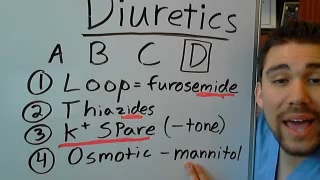 Diuretics
A B C D
1 Loop = furosemide
2 Thiazides
3 K+ SPare (-tone)
4 Osmotic - mannitol